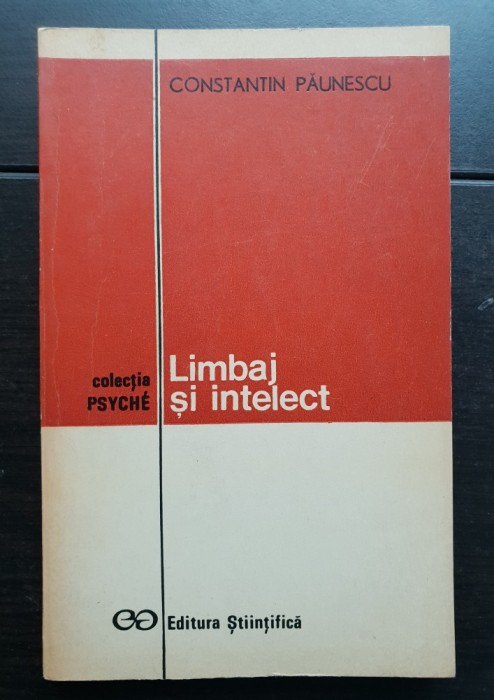 CONSTANTIN PĂUNESCU
colecția
PSYCHÉ
Limbaj
și intelect
Editura Științifică